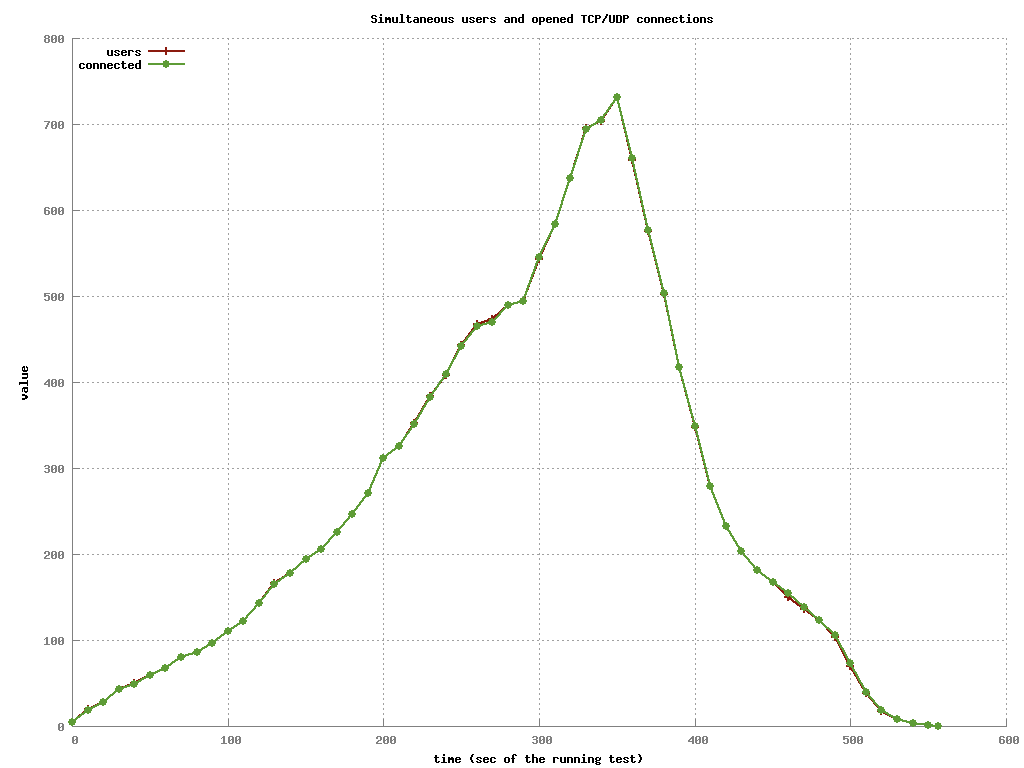 Simultaneous users and opened TCP/UDP connections
800
users
connected
700
600
500
value
400
300
200
100
0
0 100 200 300 400 500 600
time (sec of the running test)